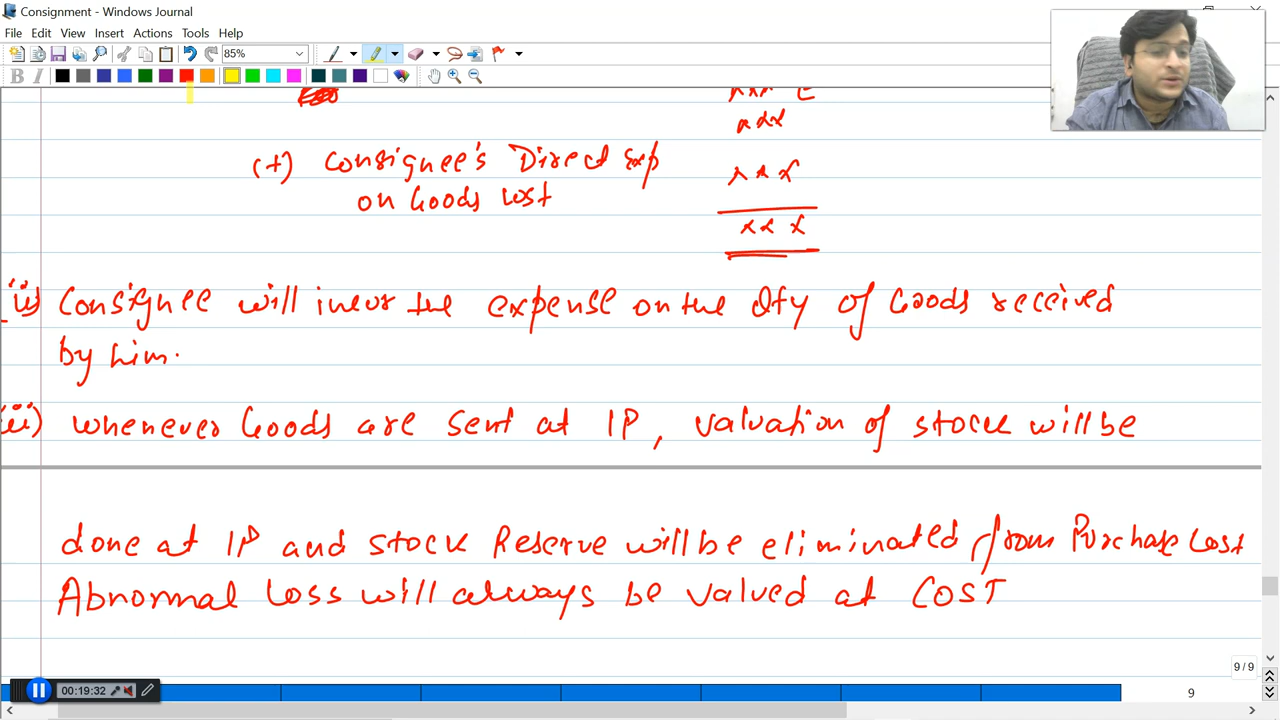 Consignment - Windows Journal
File Edit View Insert Actions Tools Help
85%
B I
xxx
xxx
(+) Consignee's Direct Exp
on Goods Lost
xxx
xxx
(ii) Consignee will incur the expense on the Qty of Goods received
by him.
(iii) Whenever Goods are sent at IP, valuation of stock will be
done at IP and Stock Reserve will be eliminated from Purchase Cost
Abnormal Loss will always be valued at COST
9 / 9
00:19:32
9